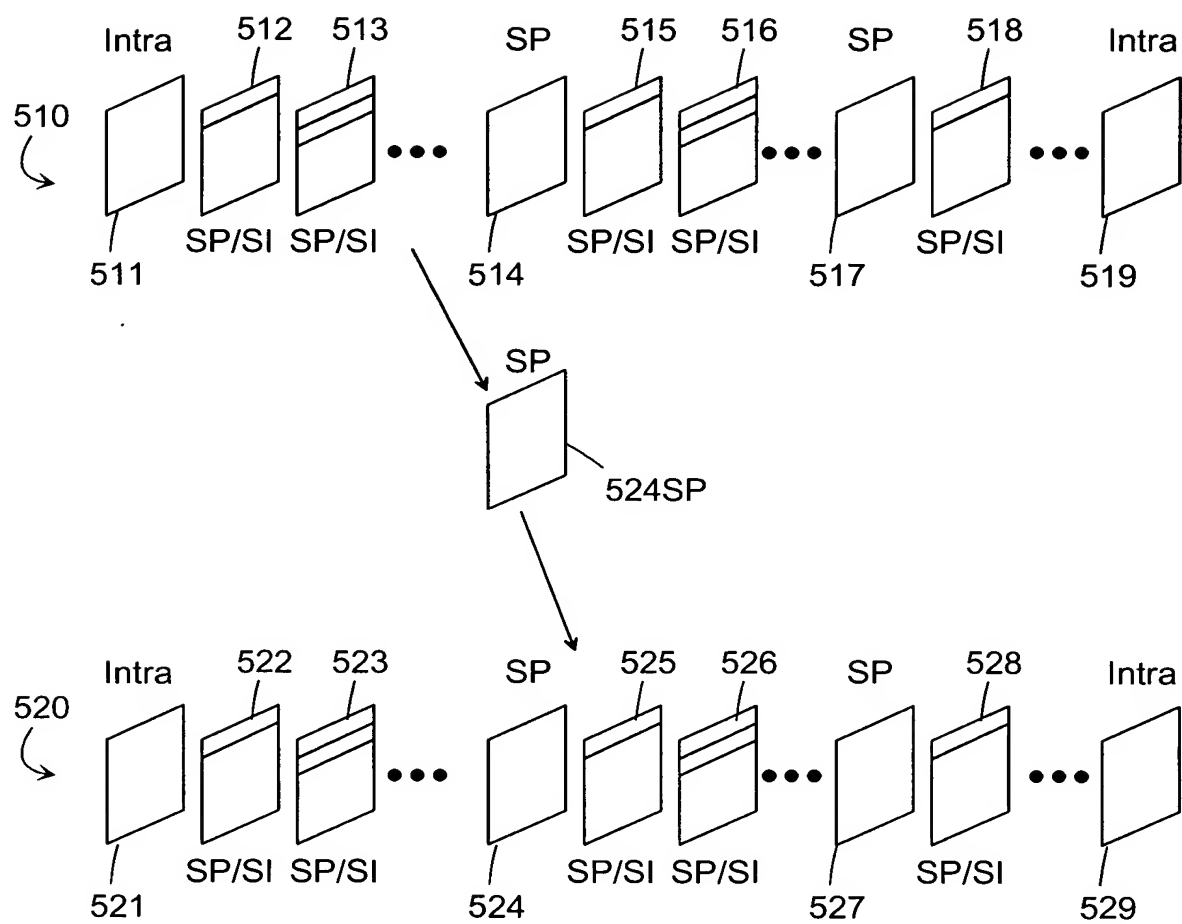 Intra 512 513 SP 515 516 SP 518 Intra
510
SP/SI SP/SI SP/SI SP/SI SP/SI
511 514 517 519
SP
524SP
Intra 522 523 SP 525 526 SP 528 Intra
520
SP/SI SP/SI SP/SI SP/SI SP/SI
521 524 527 529